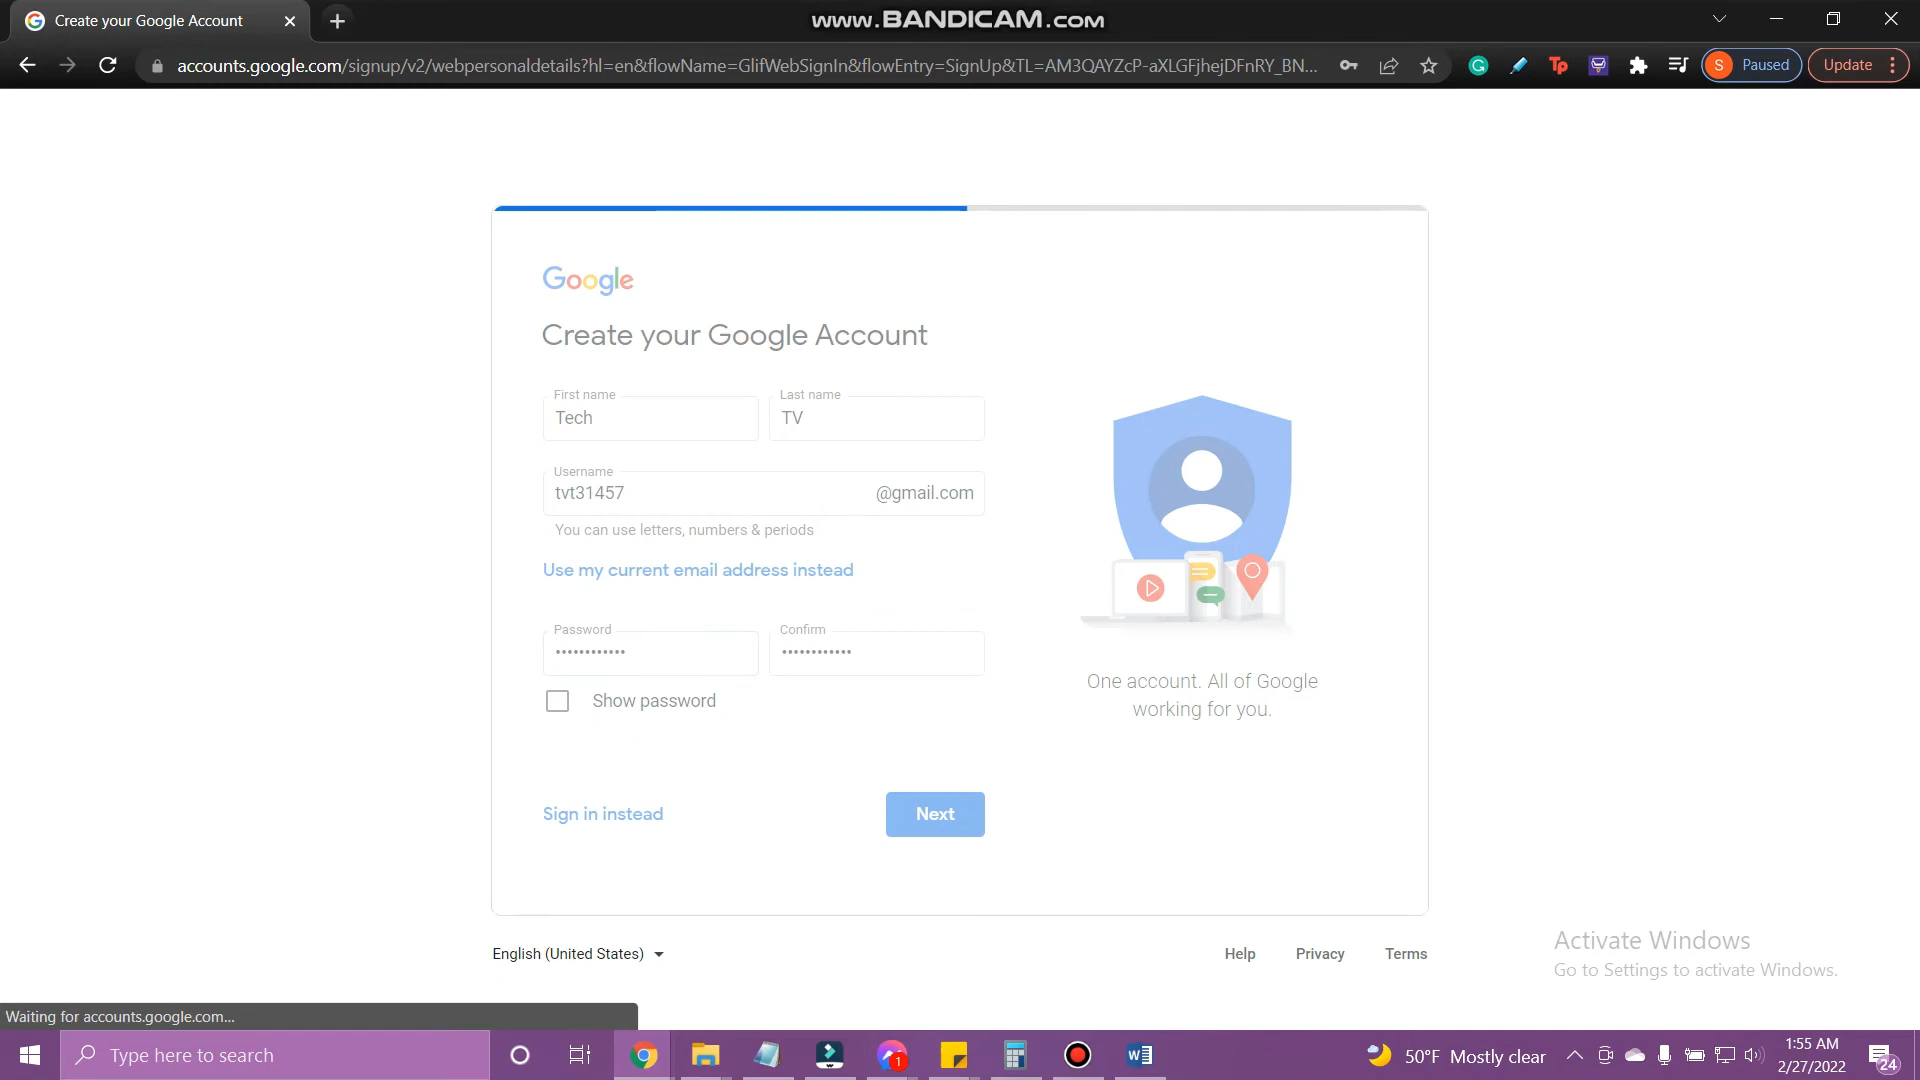 Create your Google Account
www.BANDICAM.com
accounts.google.com/signup/v2/webpersonaldetails?hl=en&flowName=GlifWebSignIn&flowEntry=SignUp&TL=AM3QAYZcP-aXLGFjhejDFnRY_BN...
Tp
S Paused
Update
Google
Create your Google Account
First name
Last name
Tech
TV
Username
tvt31457
@gmail.com
You can use letters, numbers & periods
Use my current email address instead
Password
Confirm
••••••••••••
••••••••••••
Show password
One account. All of Google
working for you.
Sign in instead
Next
English (United States)
Help
Privacy
Terms
Activate Windows
Go to Settings to activate Windows.
Waiting for accounts.google.com...
Type here to search
1
50°F Mostly clear
1:55 AM
2/27/2022
24